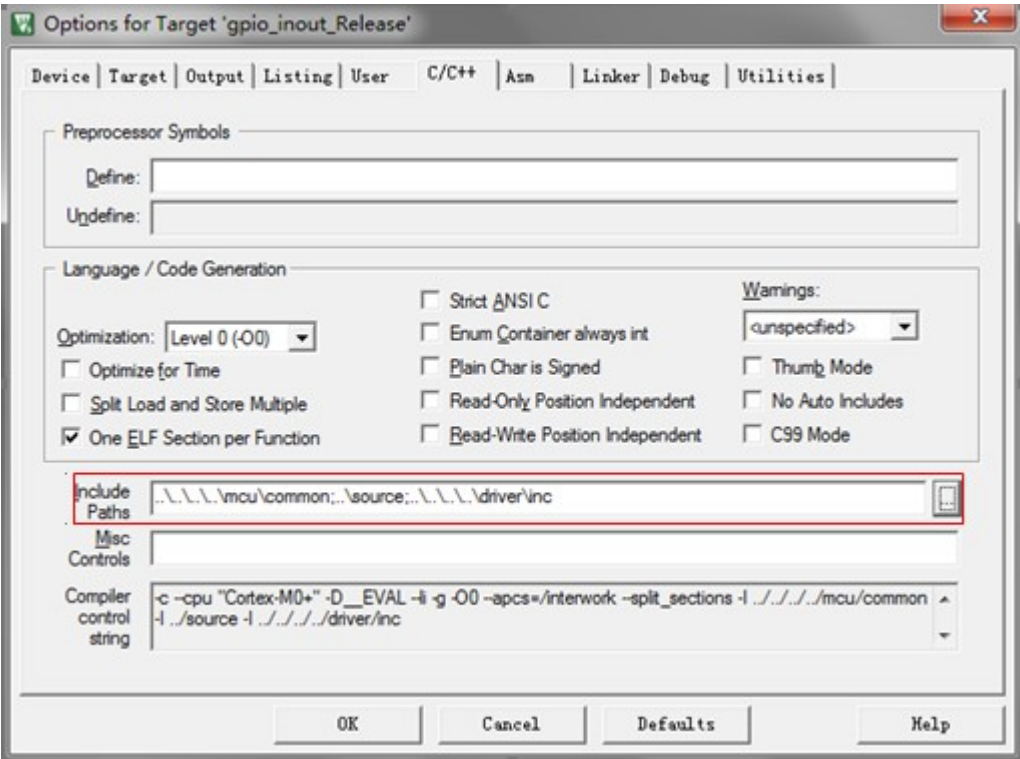 Options for Target 'gpio_inout_Release'
Device Target Output Listing User C/C++ Asm Linker Debug Utilities
Preprocessor Symbols
Define:
Undefine:
Language / Code Generation
Strict ANSI C
Warnings:
Optimization: Level 0 (-O0)
Enum Container always int
<unspecified>
Optimize for Time
Plain Char is Signed
Thumb Mode
Split Load and Store Multiple
Read-Only Position Independent
No Auto Includes
One ELF Section per Function
Read-Write Position Independent
C99 Mode
Include Paths
..\..\..\..\mcu\common;..\source;..\..\..\..\driver\inc
...
Misc Controls
Compiler control string
-c --cpu "Cortex-M0+" -D__EVAL --li -g -O0 --apcs=/interwork --split_sections -I ../../../../mcu/common
-I ../source -I ../../../../driver/inc
OK Cancel Defaults Help